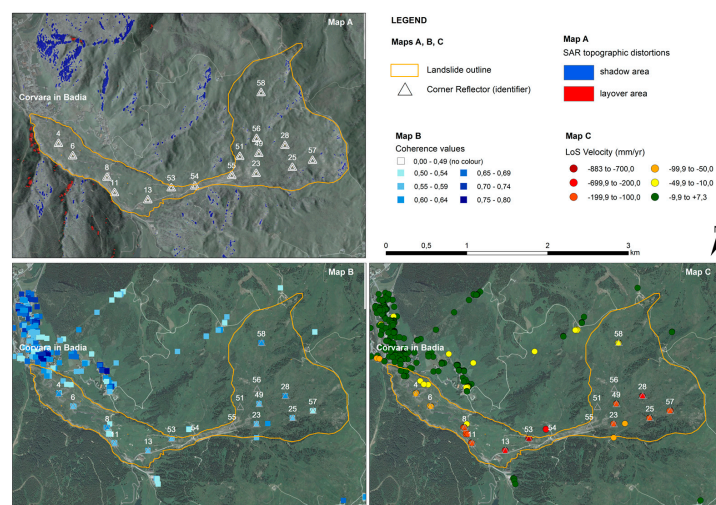 Map A
Corvara in Badia
58
4
6
8
11
13
53
54
55
51
56
49
23
28
25
57
LEGEND
Maps A, B, C
Landslide outline
Corner Reflector (identifier)
Map A
SAR topographic distortions
shadow area
layover area
Map B
Coherence values
0,00 - 0,49 (no colour)
0,50 - 0,54
0,55 - 0,59
0,60 - 0,64
0,65 - 0,69
0,70 - 0,74
0,75 - 0,80
Map C
LoS Velocity (mm/yr)
-883 to -700,0
-699,9 to -200,0
-199,9 to -100,0
-99,9 to -50,0
-49,9 to -10,0
-9,9 to +7,3
0
0,5
1
2
3
km
N
Map B
Corvara in Badia
58
4
6
8
11
13
53
54
55
51
56
49
23
28
25
57
Map C
Corvara in Badia
58
4
6
8
11
13
53
54
55
51
56
49
23
28
25
57